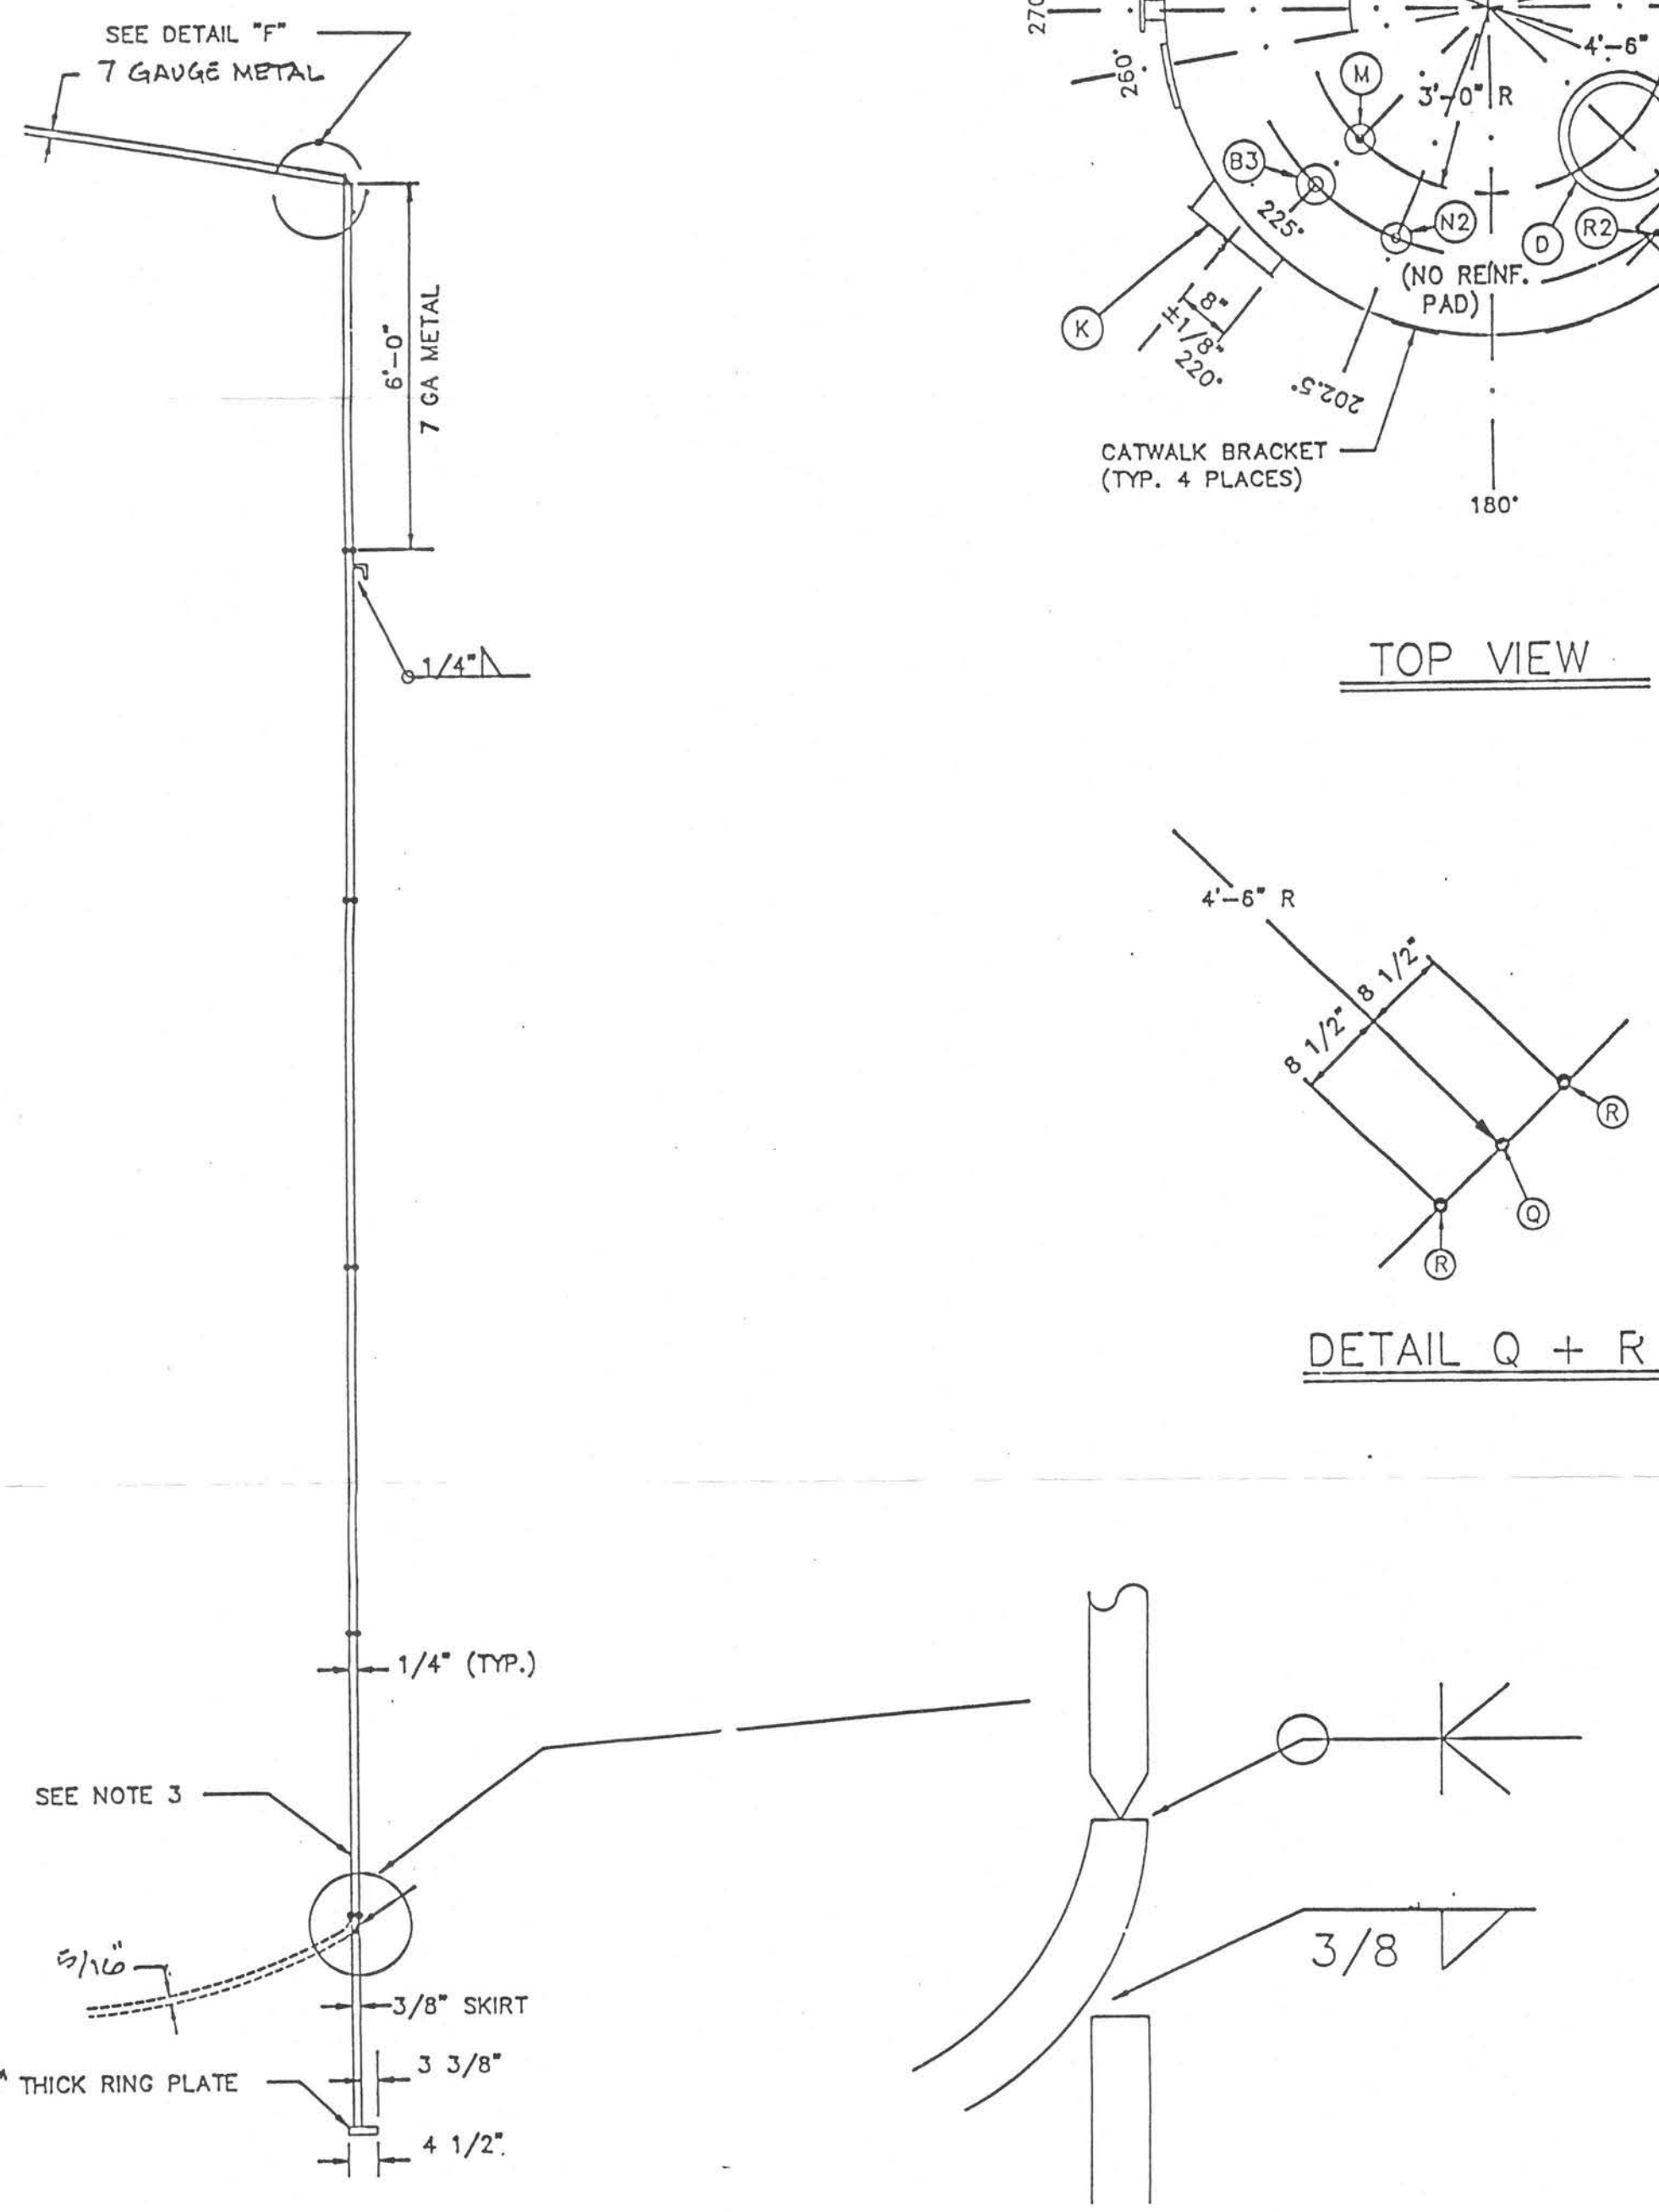 SEE DETAIL "F"
7 GAUGE METAL
6'-0"
7 GA METAL
1/4"
1/4" (TYP.)
SEE NOTE 3
5/16"
3/8" SKIRT
3 3/8"
THICK RING PLATE
4 1/2"
270
260°
M
4'-6"
3'-0" R
B3
225°
N2
D
R2
(NO REINF.
PAD)
K
8"
±1/8"
220°
202.5°
CATWALK BRACKET
(TYP. 4 PLACES)
180°
TOP VIEW
4'-6" R
8 1/2"
8 1/2"
R
Q
R
DETAIL Q + R
3/8